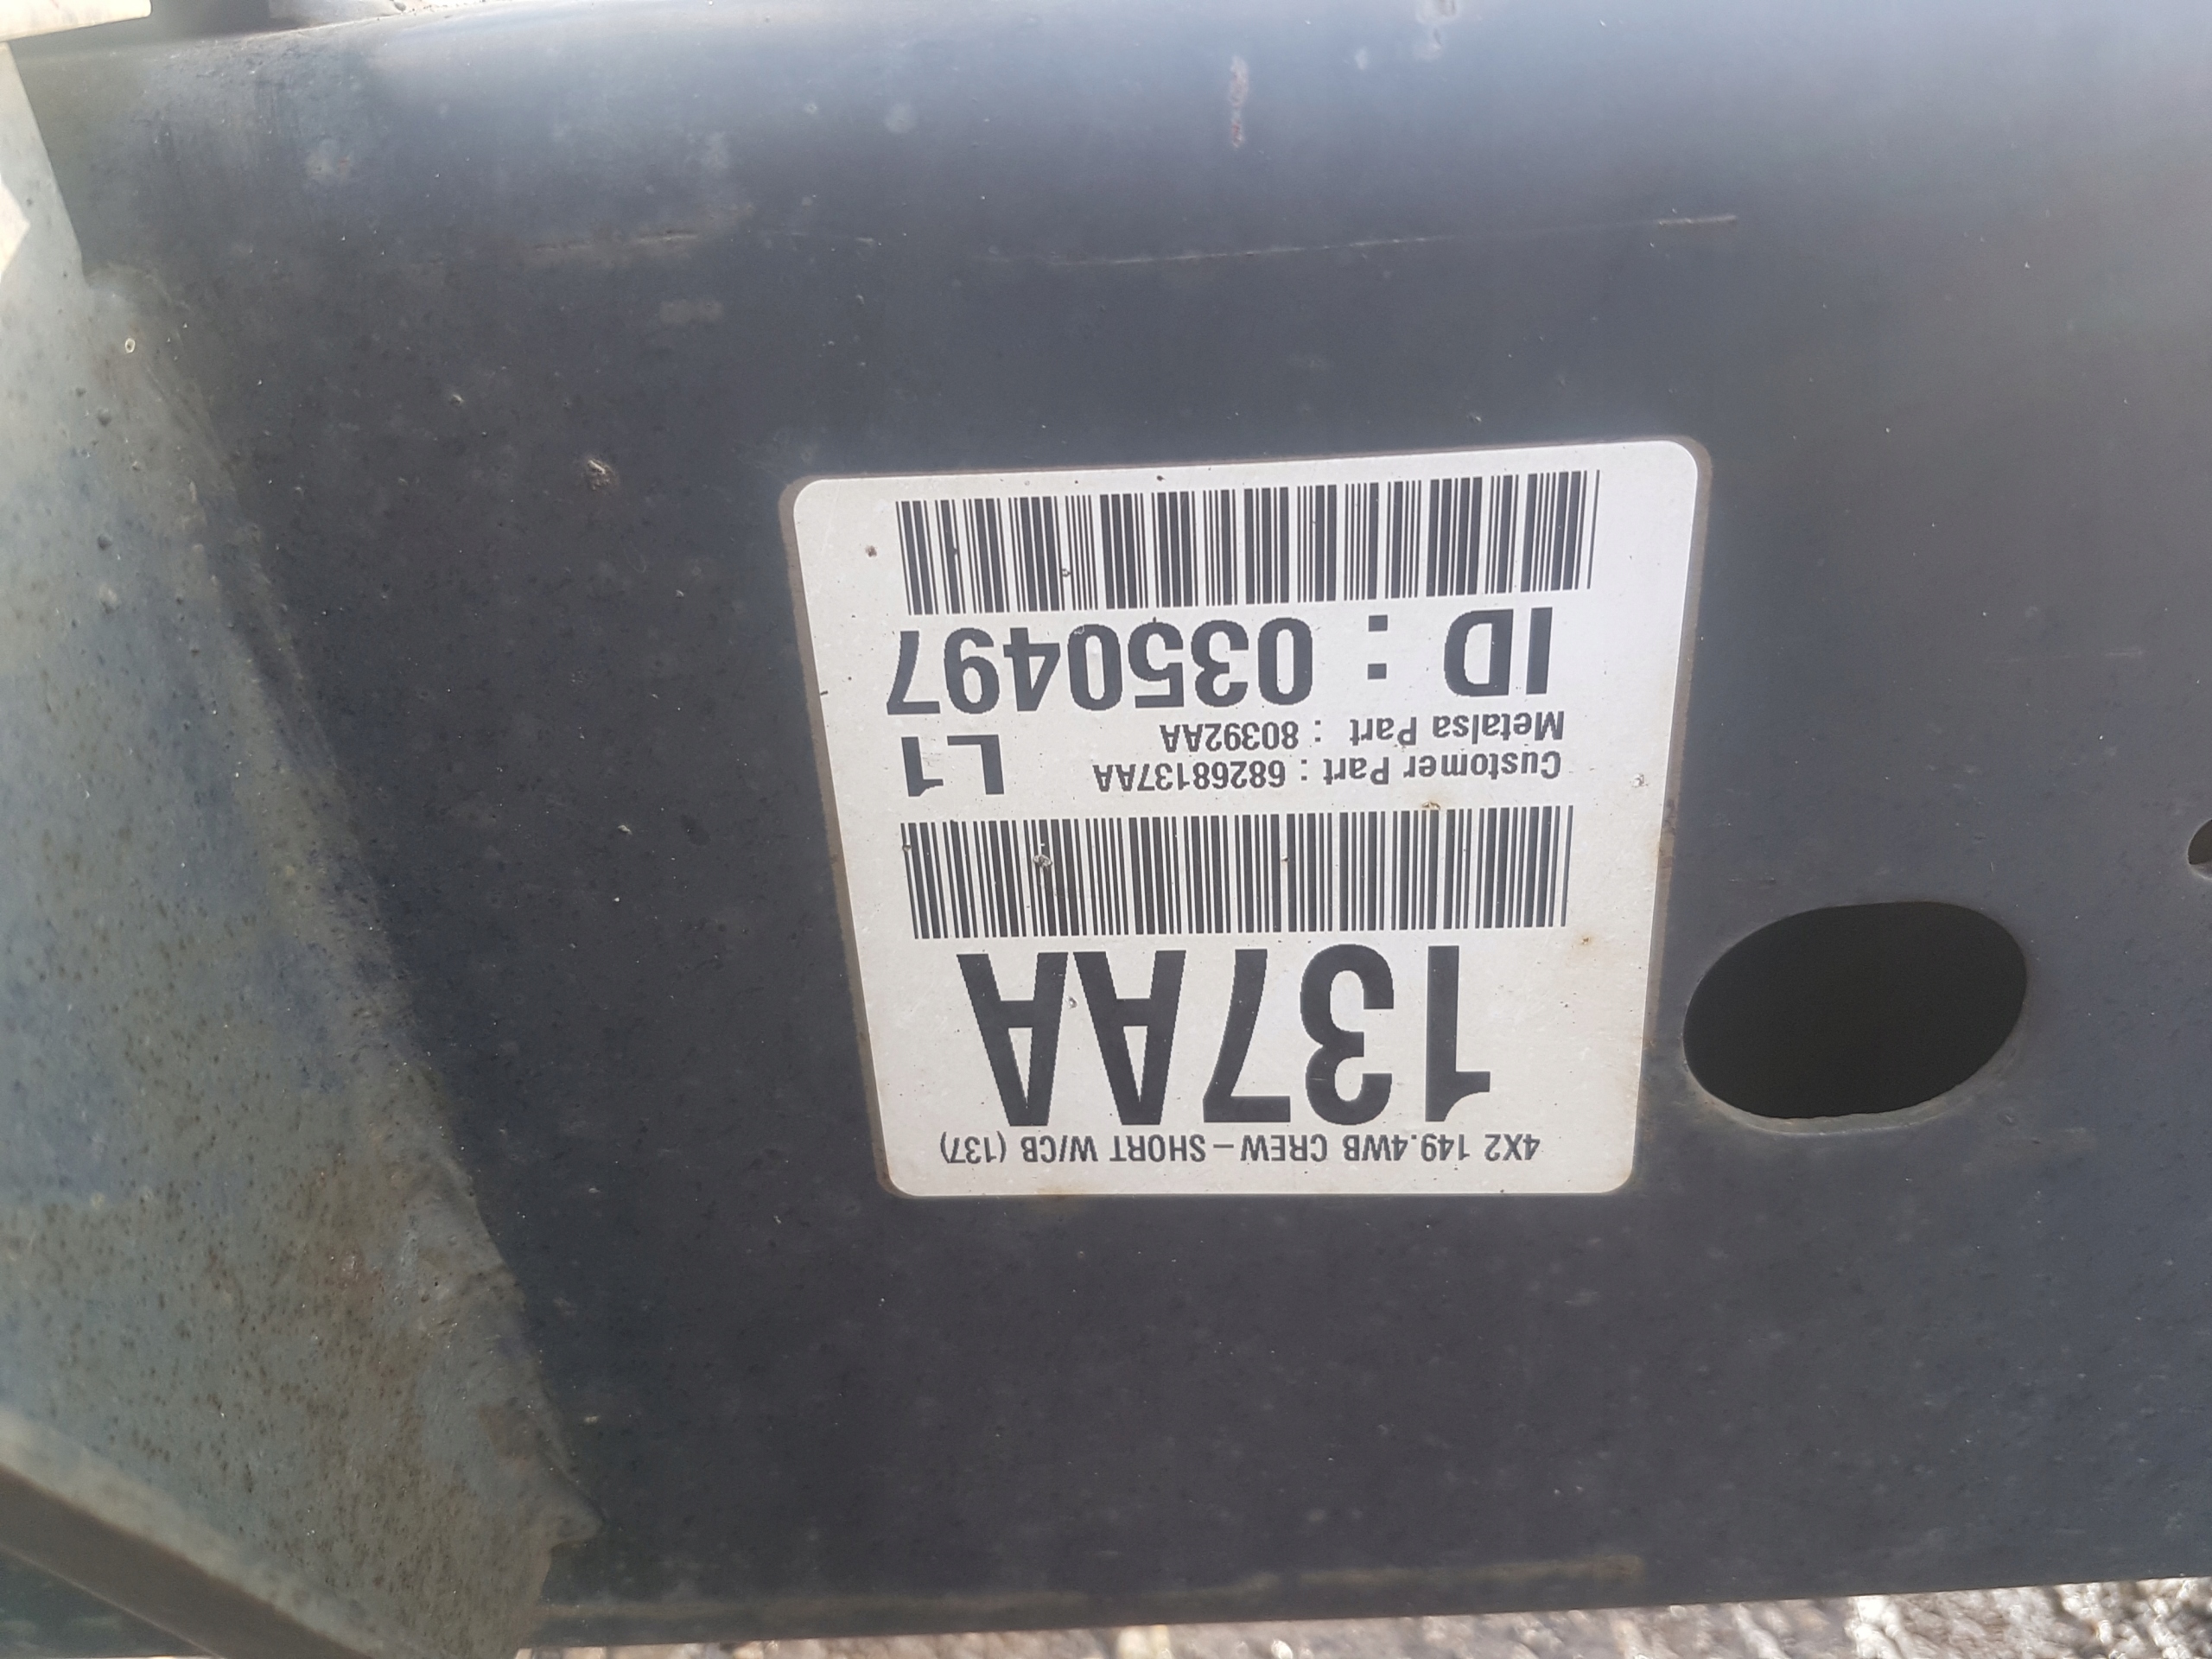 4X2 149.4WB CREW-SHORT W/CB (137)
137AA
Customer Part : 68268137AA
Metalsa Part : 80392AA
L1
ID : 0350497